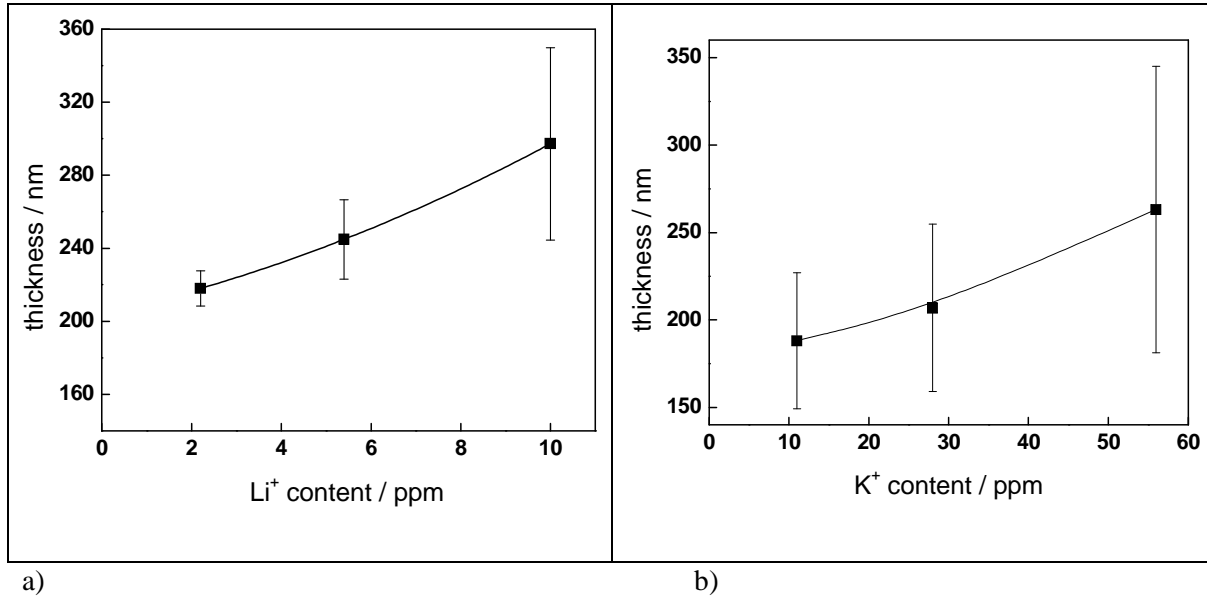 360
320
280
240
200
160
thickness / nm
0 2 4 6 8 10
Li⁺ content / ppm
350
300
250
200
150
thickness / nm
0 10 20 30 40 50 60
K⁺ content / ppm
a) b)